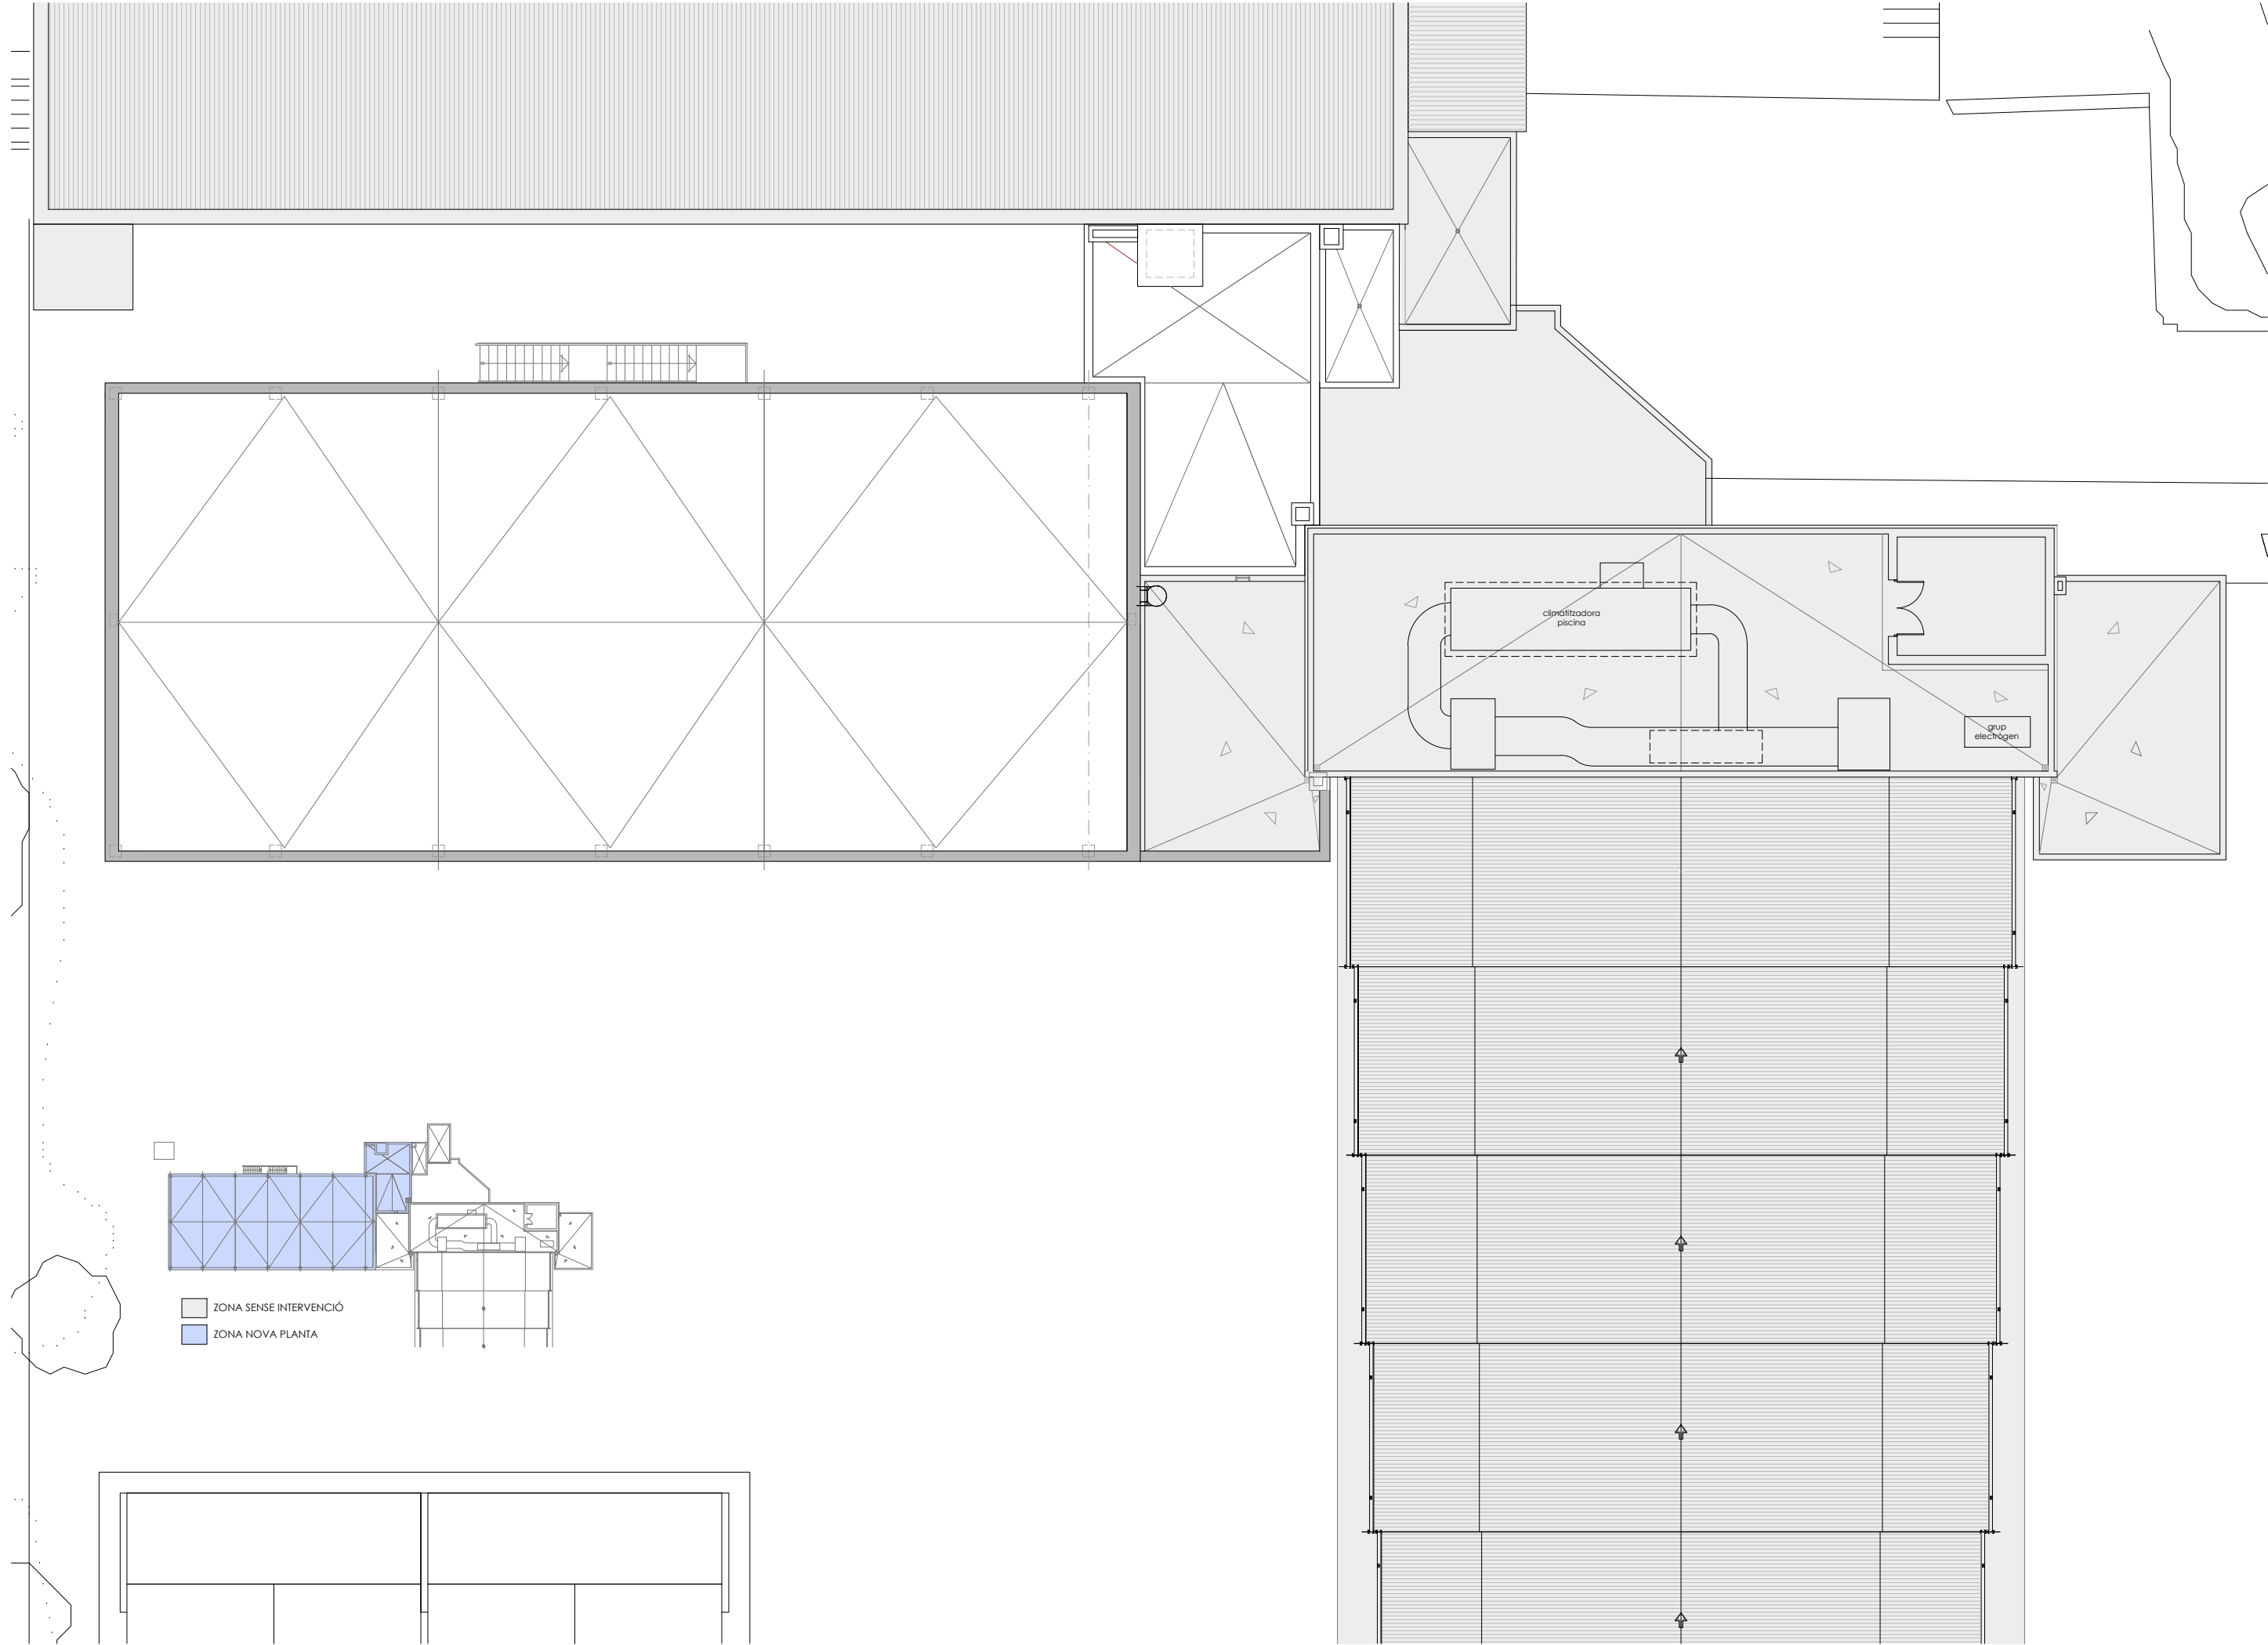 climatitzadora
piscina
grup
electrògen
ZONA SENSE INTERVENCIÓ
ZONA NOVA PLANTA